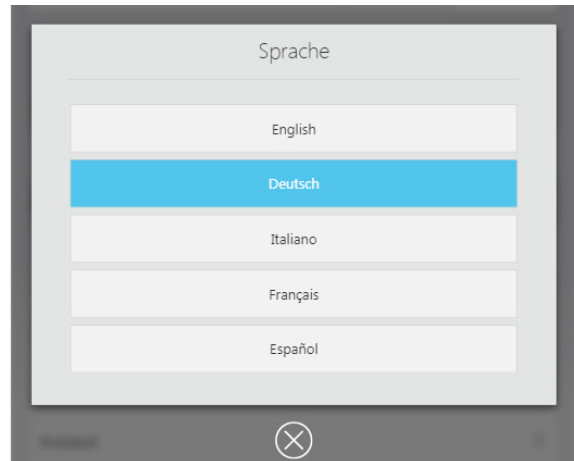 Sprache
English
Deutsch
Italiano
Français
Español